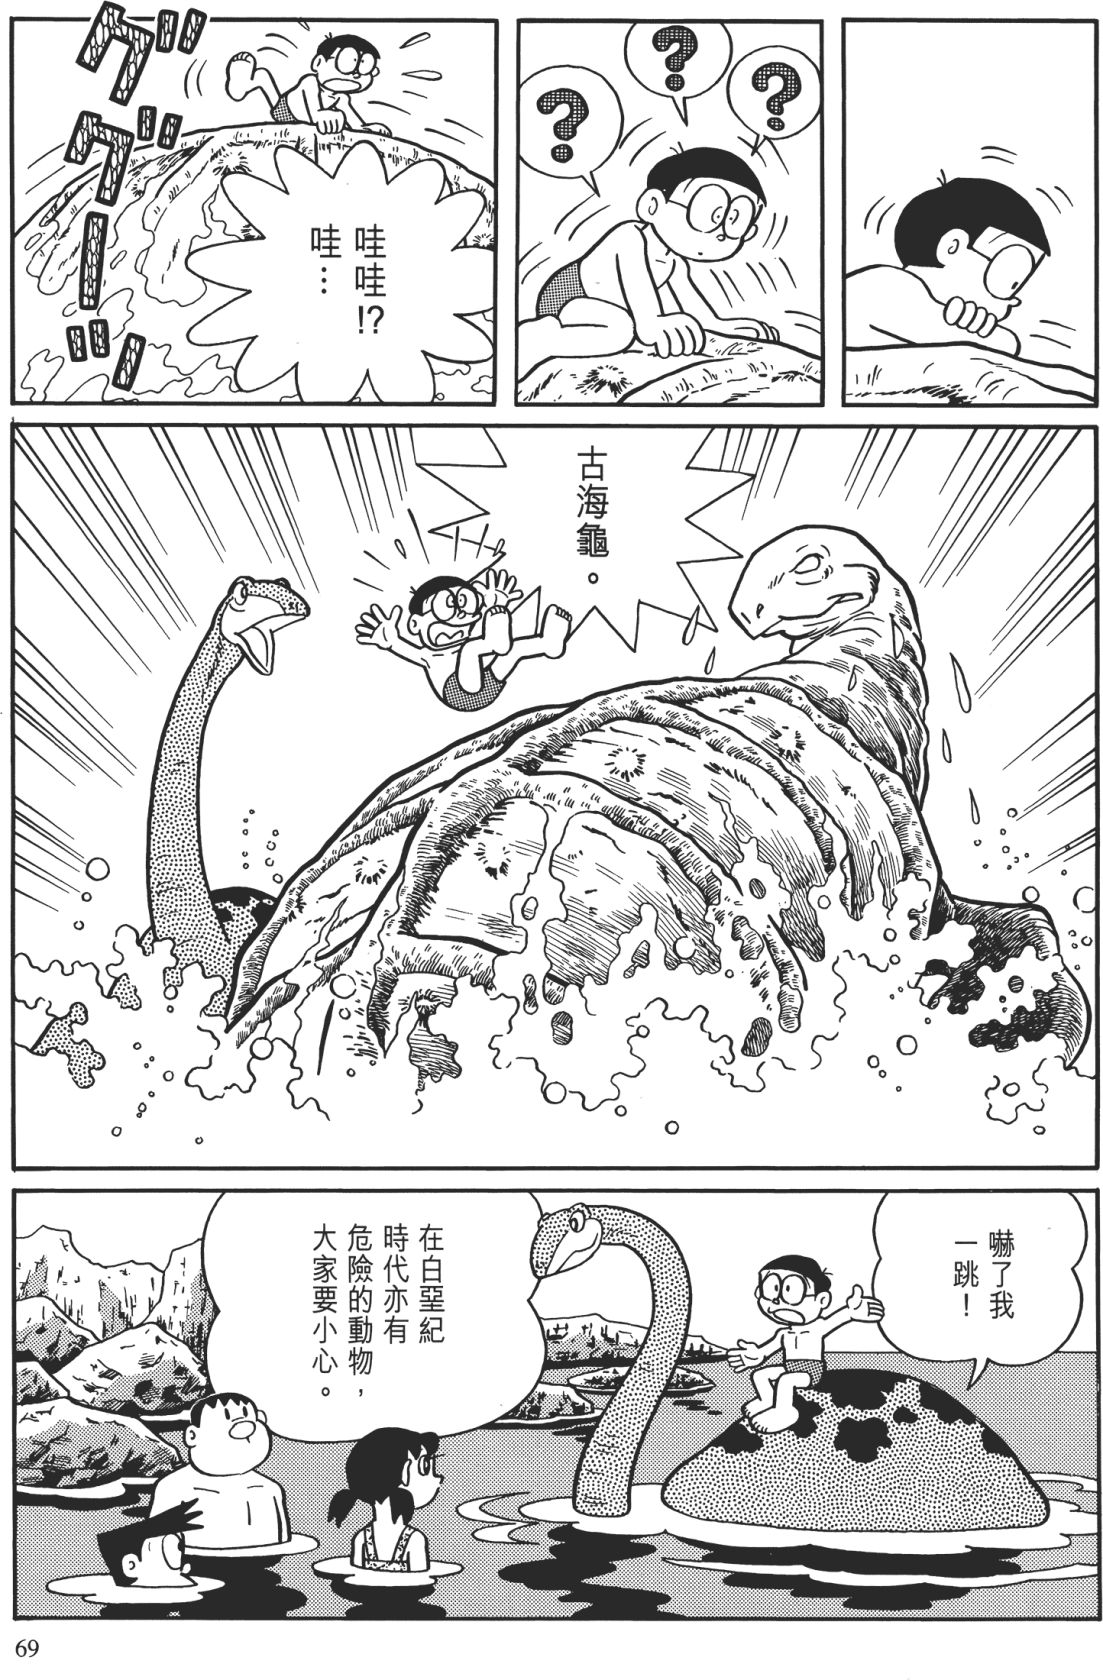 ?
?
?
グググーッ
哇哇!?
哇…
古海龜。
嚇了我
一跳！
在白堊紀
時代亦有
危險的動物，
大家要小心。
69